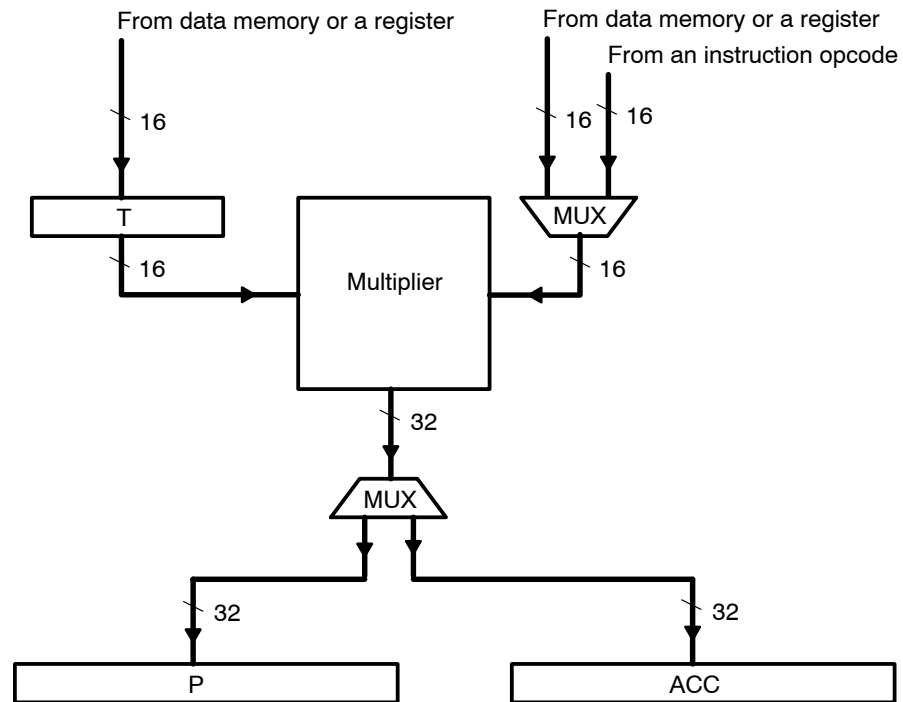 From data memory or a register
From data memory or a register
From an instruction opcode
16
16
16
T
MUX
16
16
Multiplier
32
MUX
32
32
P
ACC